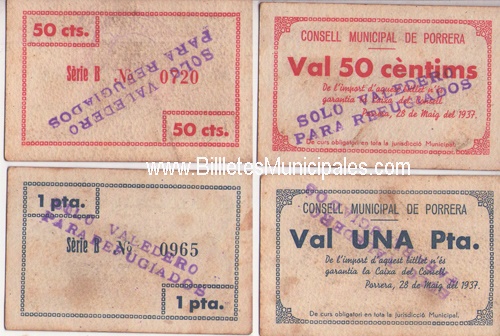 50 cts.
Sèrie B Nº 0720
SOLO VALEDERO
PARA REFUGIADOS
50 cts.
CONSELL MUNICIPAL DE PORRERA
Val 50 cèntims
De l'import d'aquest bitllet n'és
garantia la Caixa del Consell
Porrera, 28 de Maig del 1937.
De curs obligatori en tota la jurisdicció Municipal.
SOLO VALEDERO
PARA REFUGIADOS
www.BilletesMunicipales.com
1 pta.
Sèrie B Nº 0965
SOLO VALEDERO
PARA REFUGIADOS
1 pta.
CONSELL MUNICIPAL DE PORRERA
Val UNA Pta.
De l'import d'aquest bitllet n'és
garantia la Caixa del Consell
Porrera, 28 de Maig del 1937.
De curs obligatori en tota la jurisdicció Municipal.